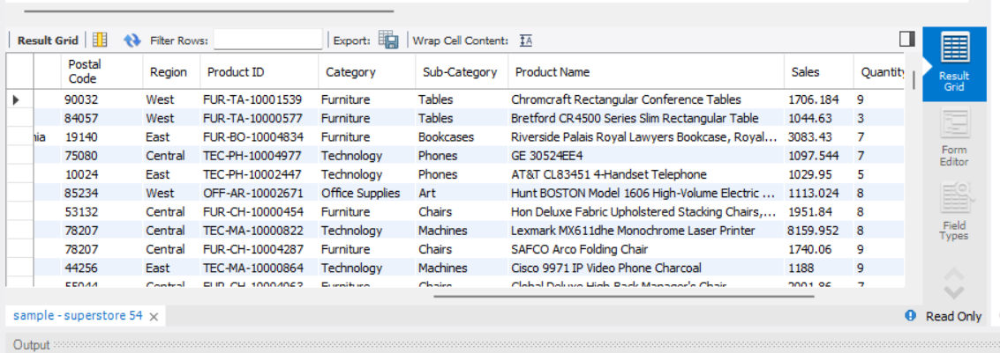 Result Grid Filter Rows: Export: Wrap Cell Content:
Postal Code Region Product ID Category Sub-Category Product Name Sales Quantity
90032 West FUR-TA-10001539 Furniture Tables Chromcraft Rectangular Conference Tables 1706.184 9
84057 West FUR-TA-10000577 Furniture Tables Bretford CR4500 Series Slim Rectangular Table 1044.63 3
nia 19140 East FUR-BO-10004834 Furniture Bookcases Riverside Palais Royal Lawyers Bookcase, Royal... 3083.43 7
75080 Central TEC-PH-10004977 Technology Phones GE 30524EE4 1097.544 7
10024 East TEC-PH-10002447 Technology Phones AT&T CL83451 4-Handset Telephone 1029.95 5
85234 West OFF-AR-10002671 Office Supplies Art Hunt BOSTON Model 1606 High-Volume Electric ... 1113.024 8
53132 Central FUR-CH-10000454 Furniture Chairs Hon Deluxe Fabric Upholstered Stacking Chairs,... 1951.84 8
78207 Central TEC-MA-10000822 Technology Machines Lexmark MX611dhe Monochrome Laser Printer 8159.952 8
78207 Central FUR-CH-10004287 Furniture Chairs SAFCO Arco Folding Chair 1740.06 9
44256 East TEC-MA-10000864 Technology Machines Cisco 9971 IP Video Phone Charcoal 1188 9
55044 Central FUR-CH-10004063 Furniture Chairs Global Deluxe High-Back Manager's Chair 2001.86 7
Result Grid
Form Editor
Field Types
sample - superstore 54
Read Only
Output